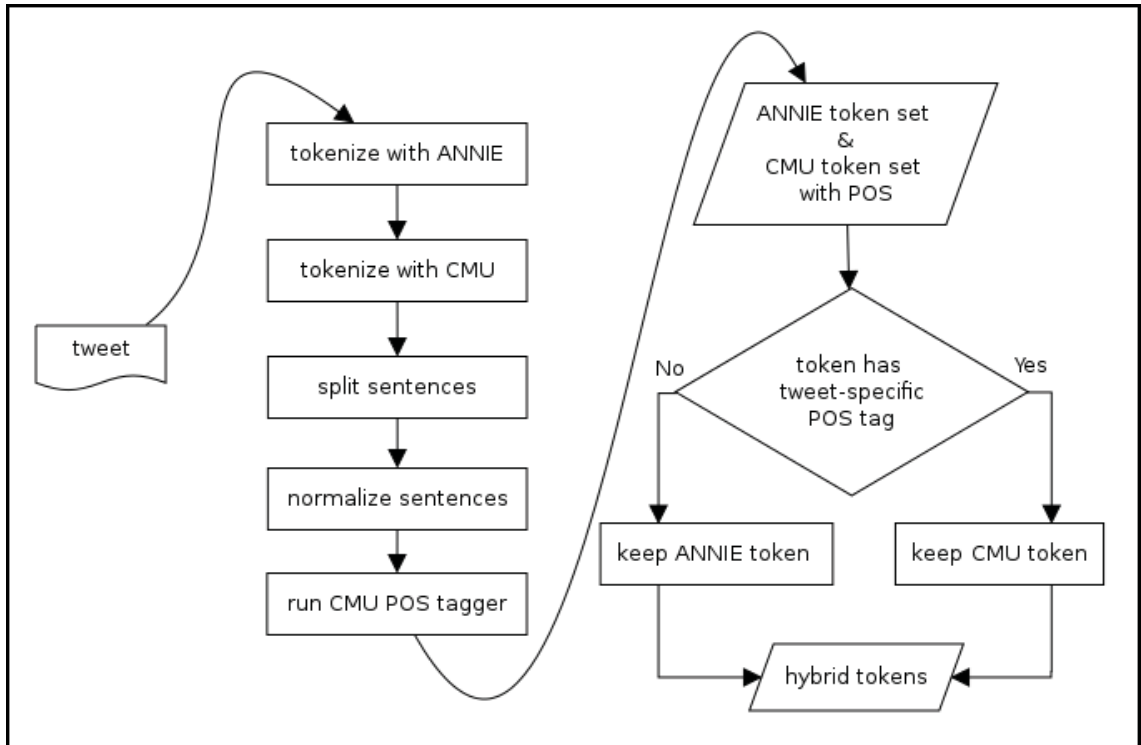 tweet
tokenize with ANNIE
tokenize with CMU
split sentences
normalize sentences
run CMU POS tagger
ANNIE token set
&
CMU token set
with POS
token has
tweet-specific
POS tag
No
Yes
keep ANNIE token
keep CMU token
hybrid tokens